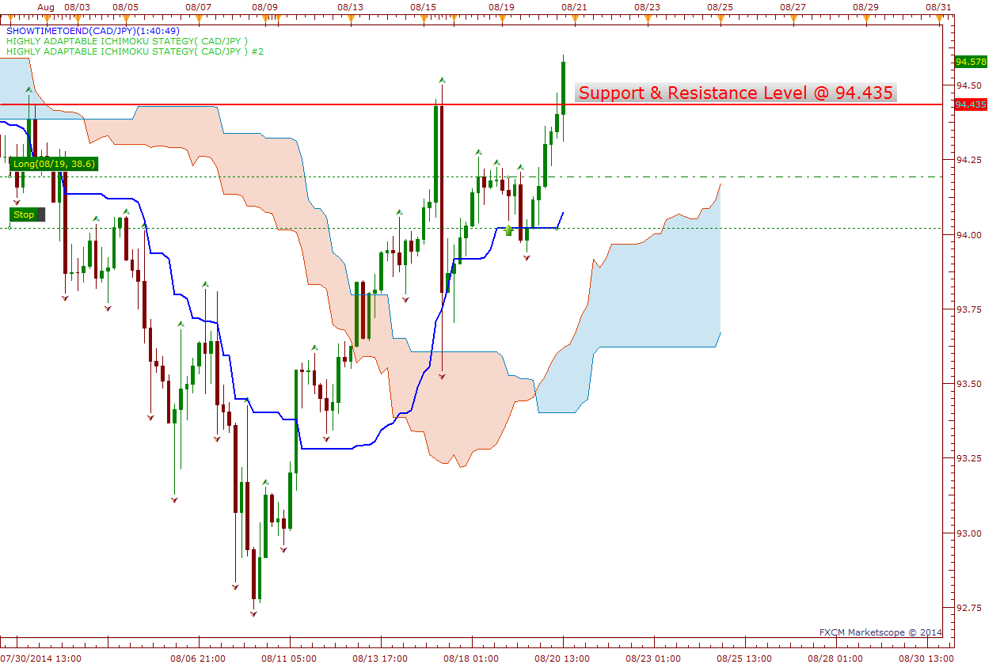 Aug 08/03 08/05 08/07 08/09 08/11 08/13 08/15 08/19 08/21 08/23 08/25 08/27 08/29 08/31
SHOWTIMETOEND(CAD/JPY)(1:40:49)
HIGHLY ADAPTABLE ICHIMOKU STATEGY( CAD/JPY )
HIGHLY ADAPTABLE ICHIMOKU STATEGY( CAD/JPY ) #2
94.578
94.50
Support & Resistance Level @ 94.435
94.435
94.25
Long(08/19, 38.6)
Stop
94.00
93.75
93.50
93.25
93.00
92.75
FXCM Marketscope © 2014
07/30/2014 13:00 08/06 21:00 08/11 05:00 08/13 17:00 08/18 01:00 08/20 13:00 08/23 01:00 08/25 13:00 08/28 01:00 08/30 13:00